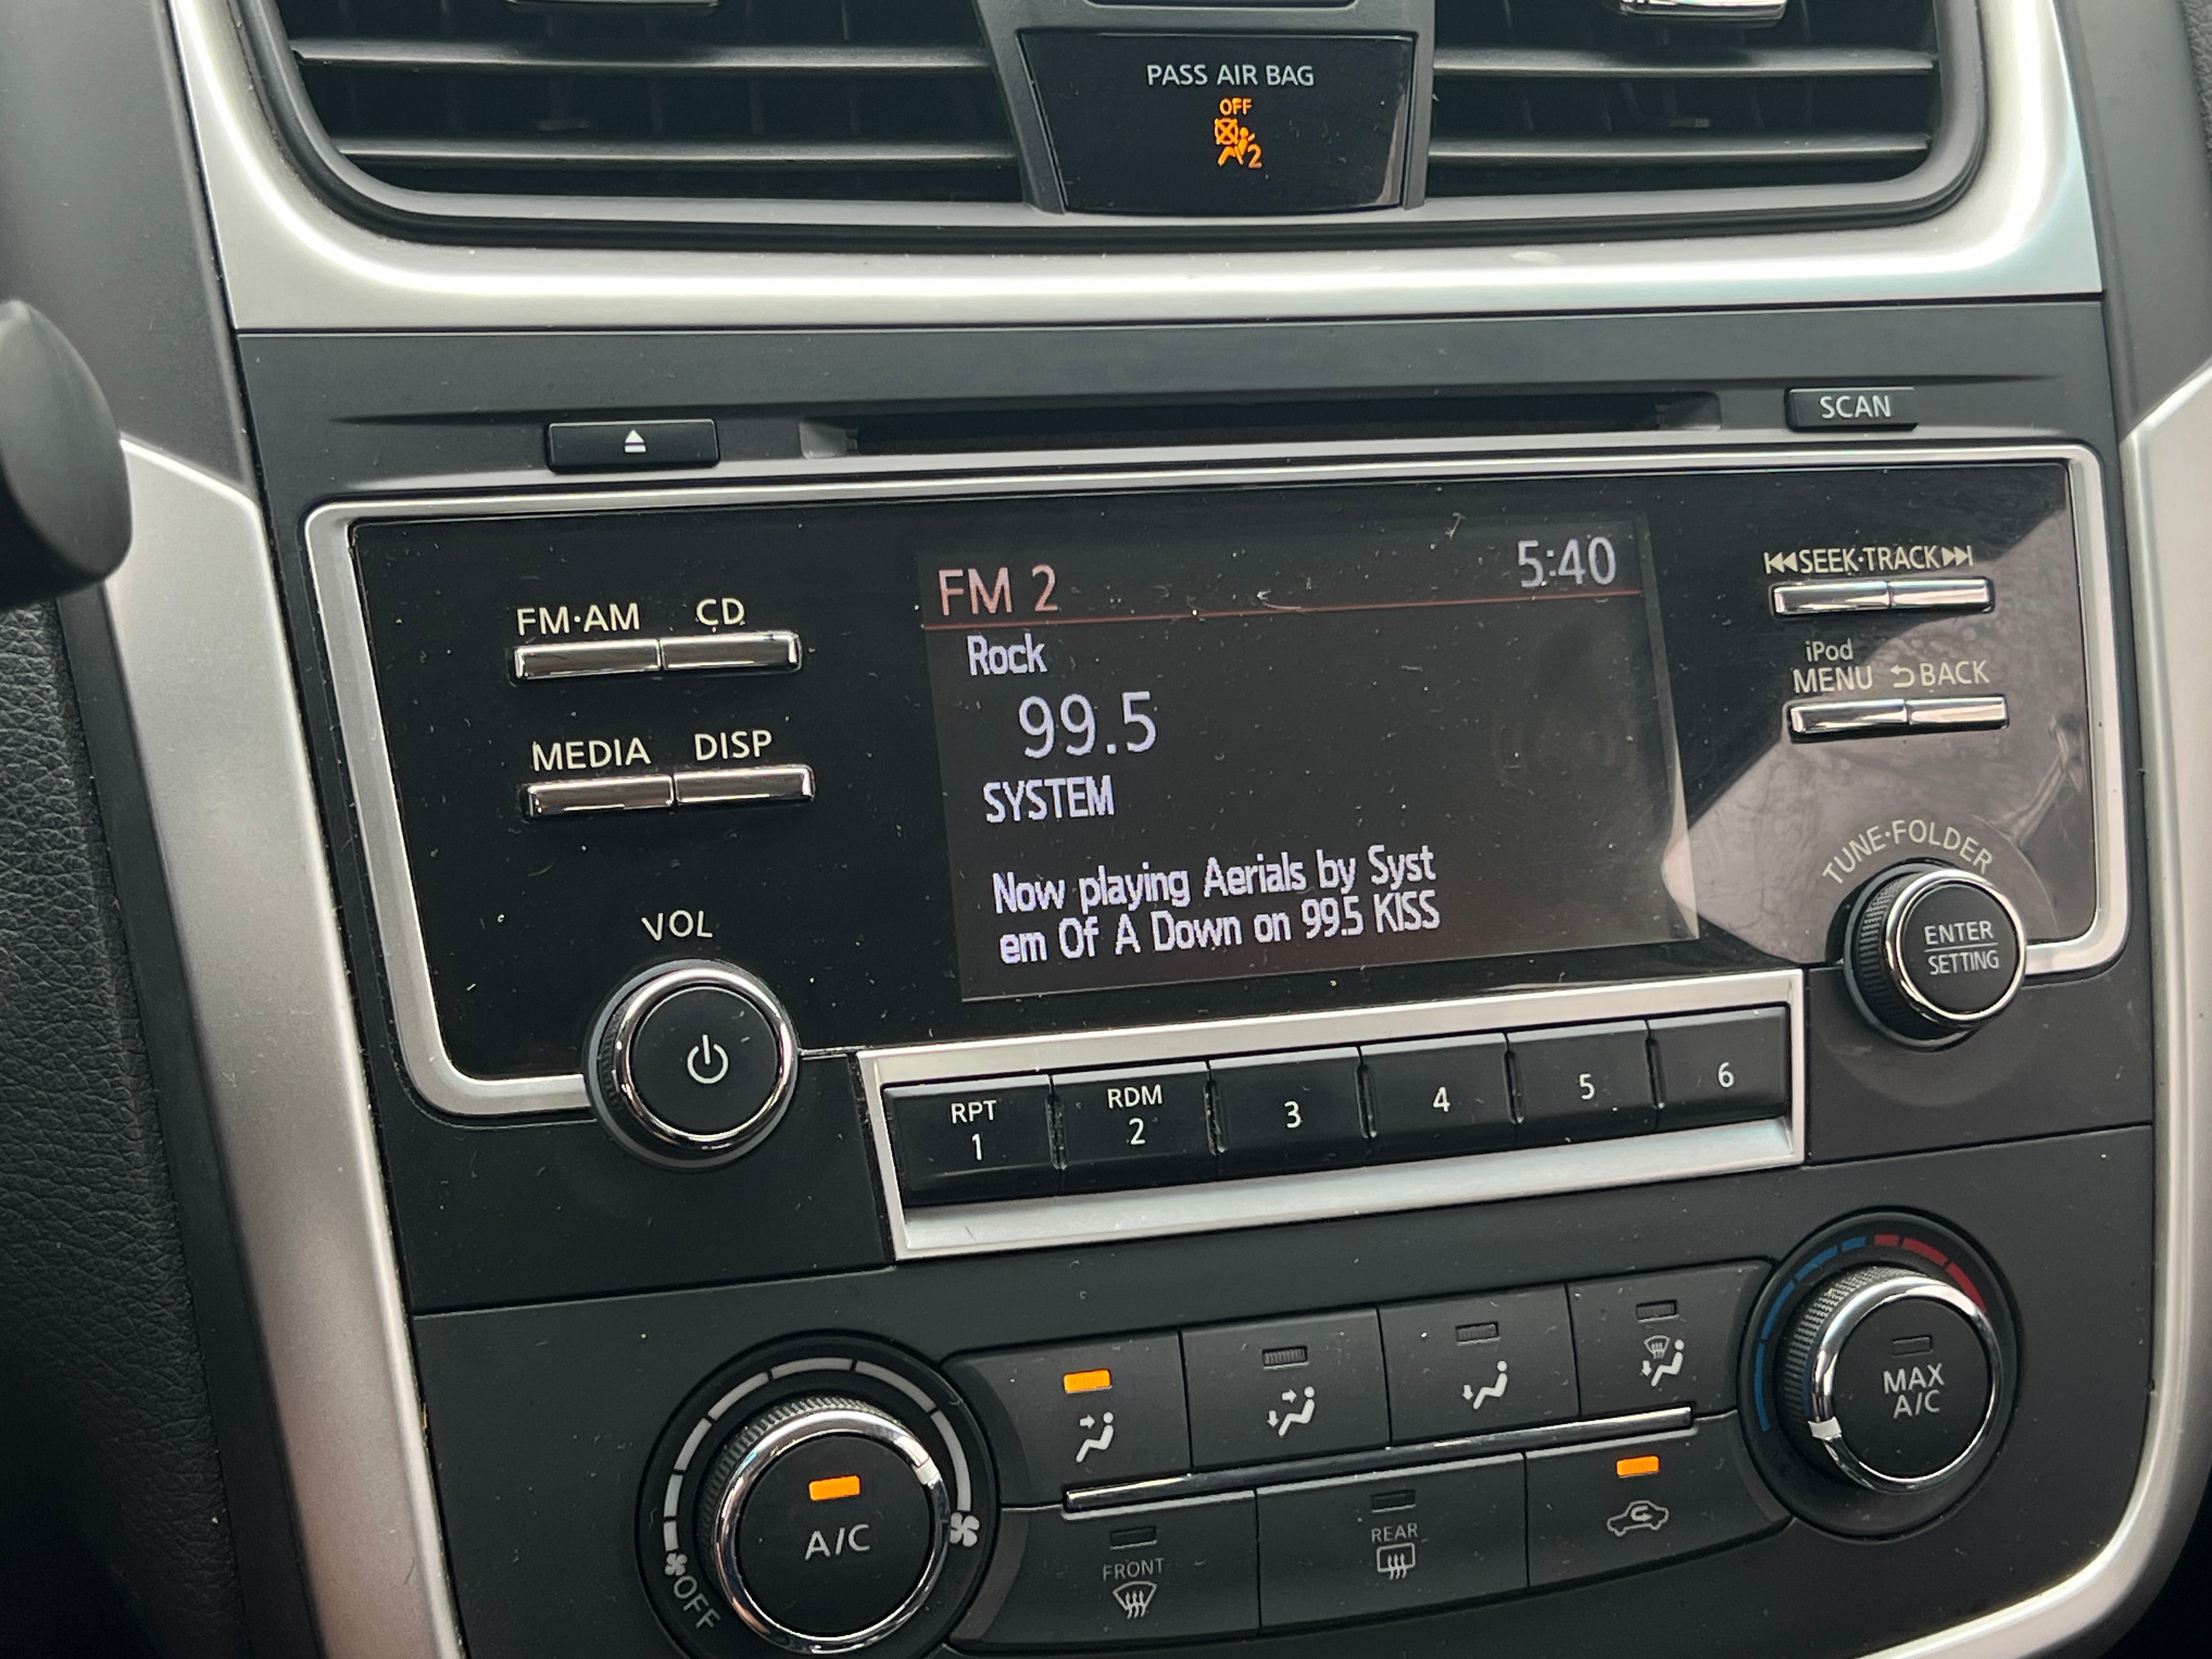 PASS AIR BAG
OFF
2
SCAN
FM·AM CD
MEDIA DISP
VOL
FM 2 5:40
Rock
99.5
SYSTEM
Now playing Aerials by Syst
em Of A Down on 99.5 KISS
SEEK·TRACK
iPod
MENU BACK
TUNE·FOLDER
ENTER
SETTING
RPT
1
RDM
2
3
4
5
6
A/C
OFF
FRONT
REAR
MAX
A/C